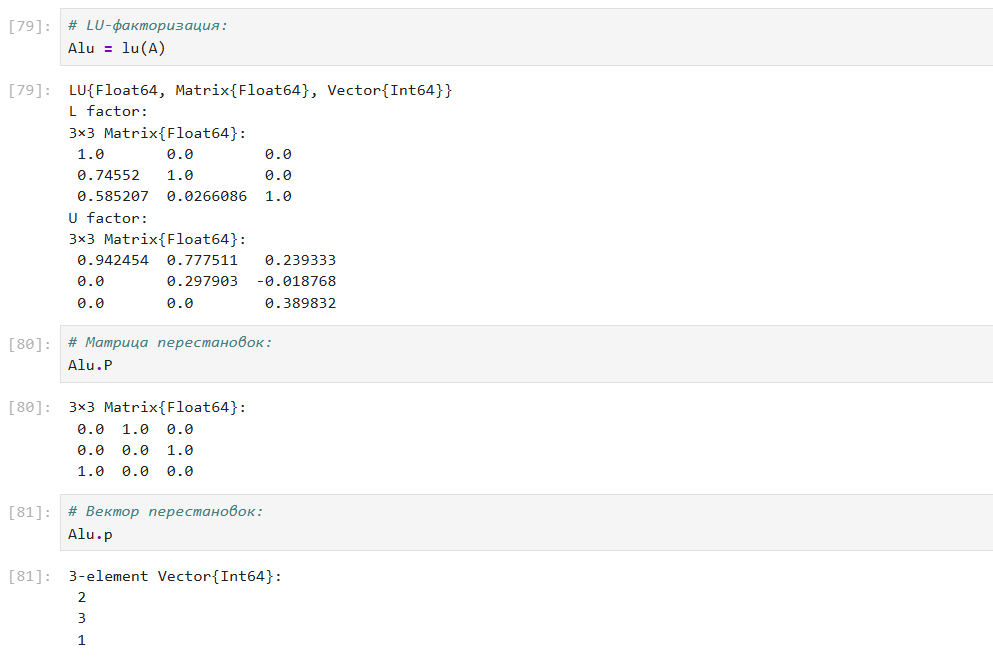 [79]: # LU-факторизация:
Alu = lu(A)
[79]: LU{Float64, Matrix{Float64}, Vector{Int64}}
L factor:
3×3 Matrix{Float64}:
1.0 0.0 0.0
0.74552 1.0 0.0
0.585207 0.0266086 1.0
U factor:
3×3 Matrix{Float64}:
0.942454 0.777511 0.239333
0.0 0.297903 -0.018768
0.0 0.0 0.389832
[80]: # Матрица перестановок:
Alu.P
[80]: 3×3 Matrix{Float64}:
0.0 1.0 0.0
0.0 0.0 1.0
1.0 0.0 0.0
[81]: # Вектор перестановок:
Alu.p
[81]: 3-element Vector{Int64}:
2
3
1